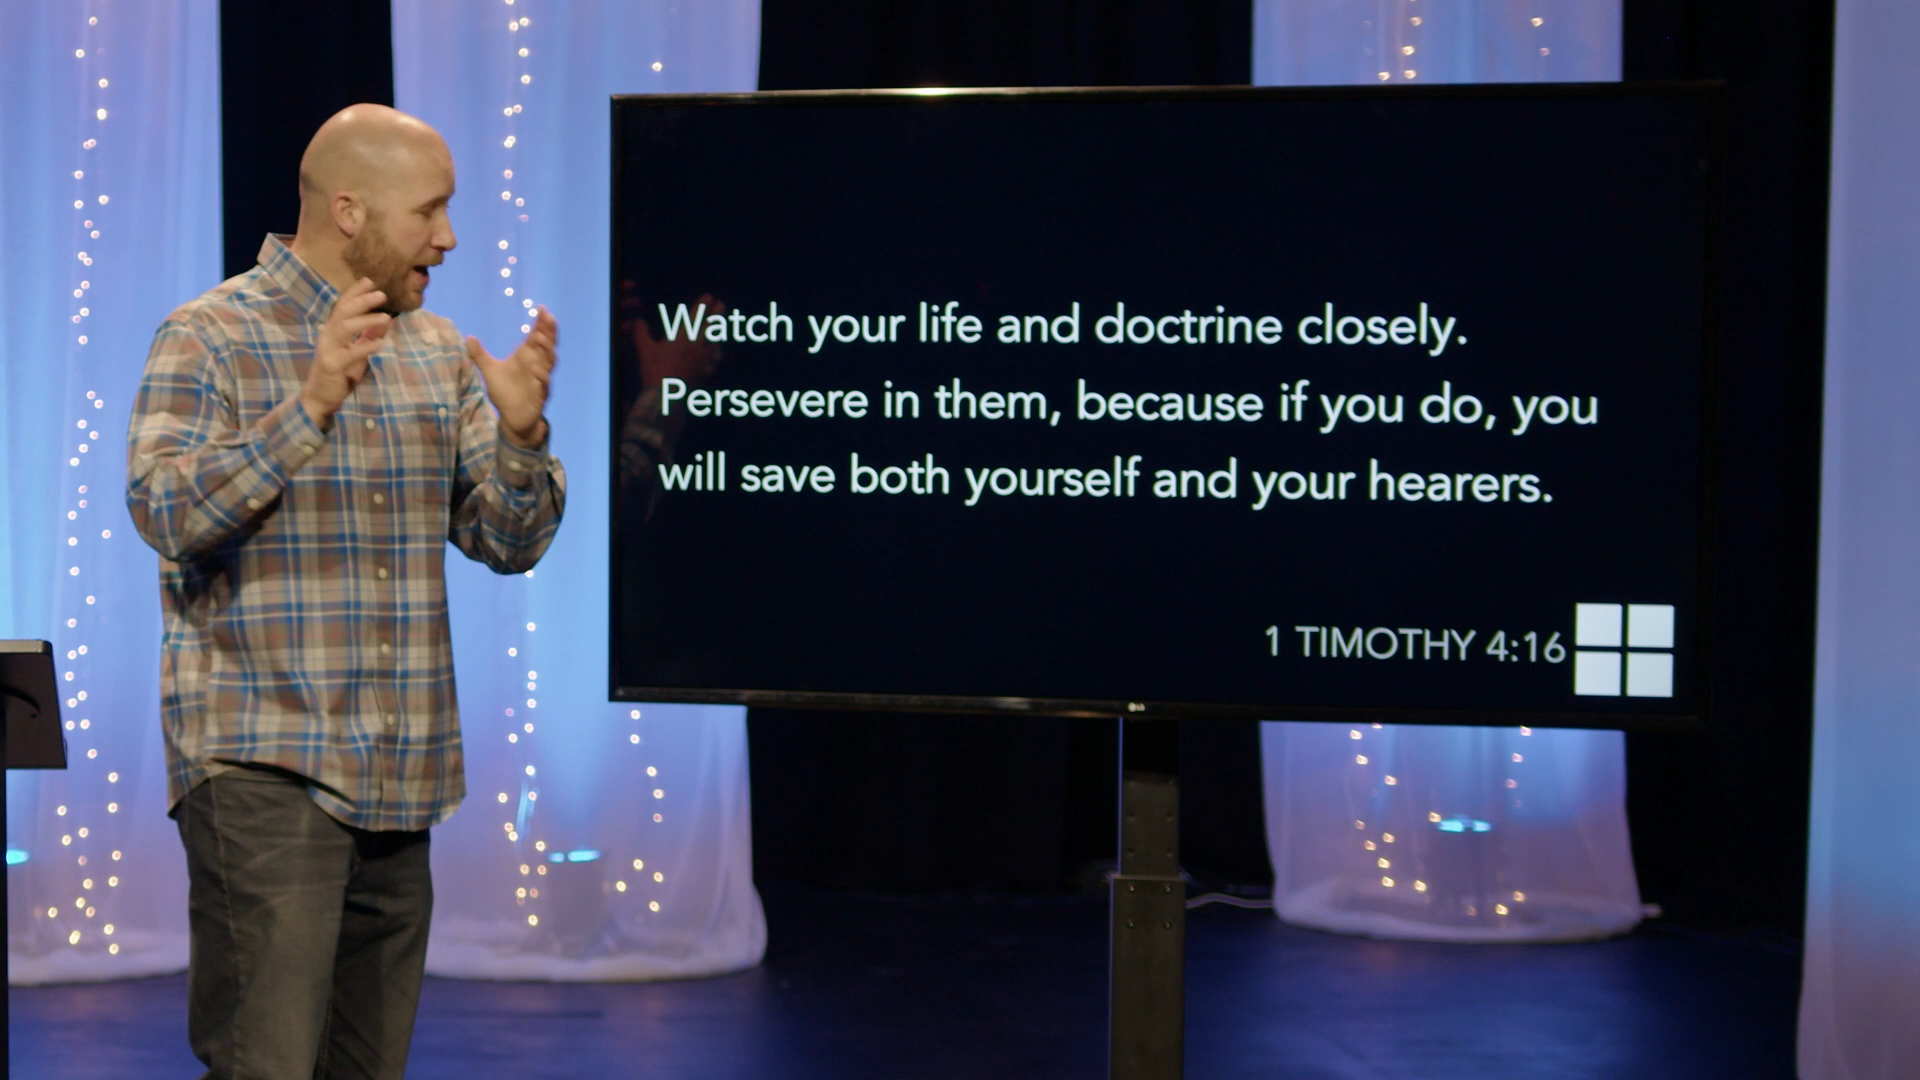 Watch your life and doctrine closely.
Persevere in them, because if you do, you
will save both yourself and your hearers.
1 TIMOTHY 4:16
LG